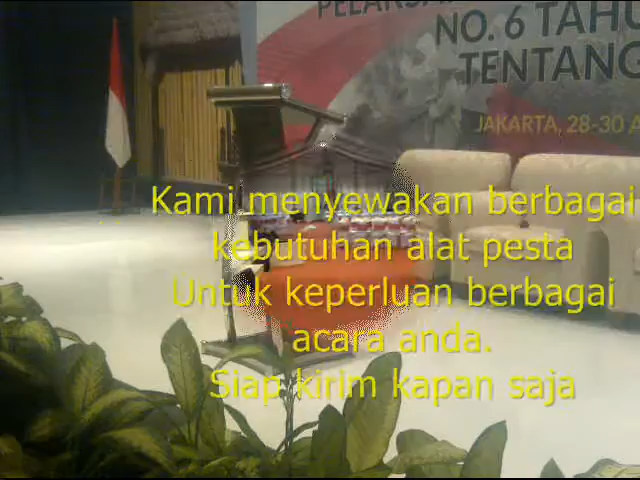 NO. 6 TAHU
TENTANG
JAKARTA, 28-30 A
Kami menyewakan berbagai
kebutuhan alat pesta
Untuk keperluan berbagai
acara anda.
Siap kirim kapan saja